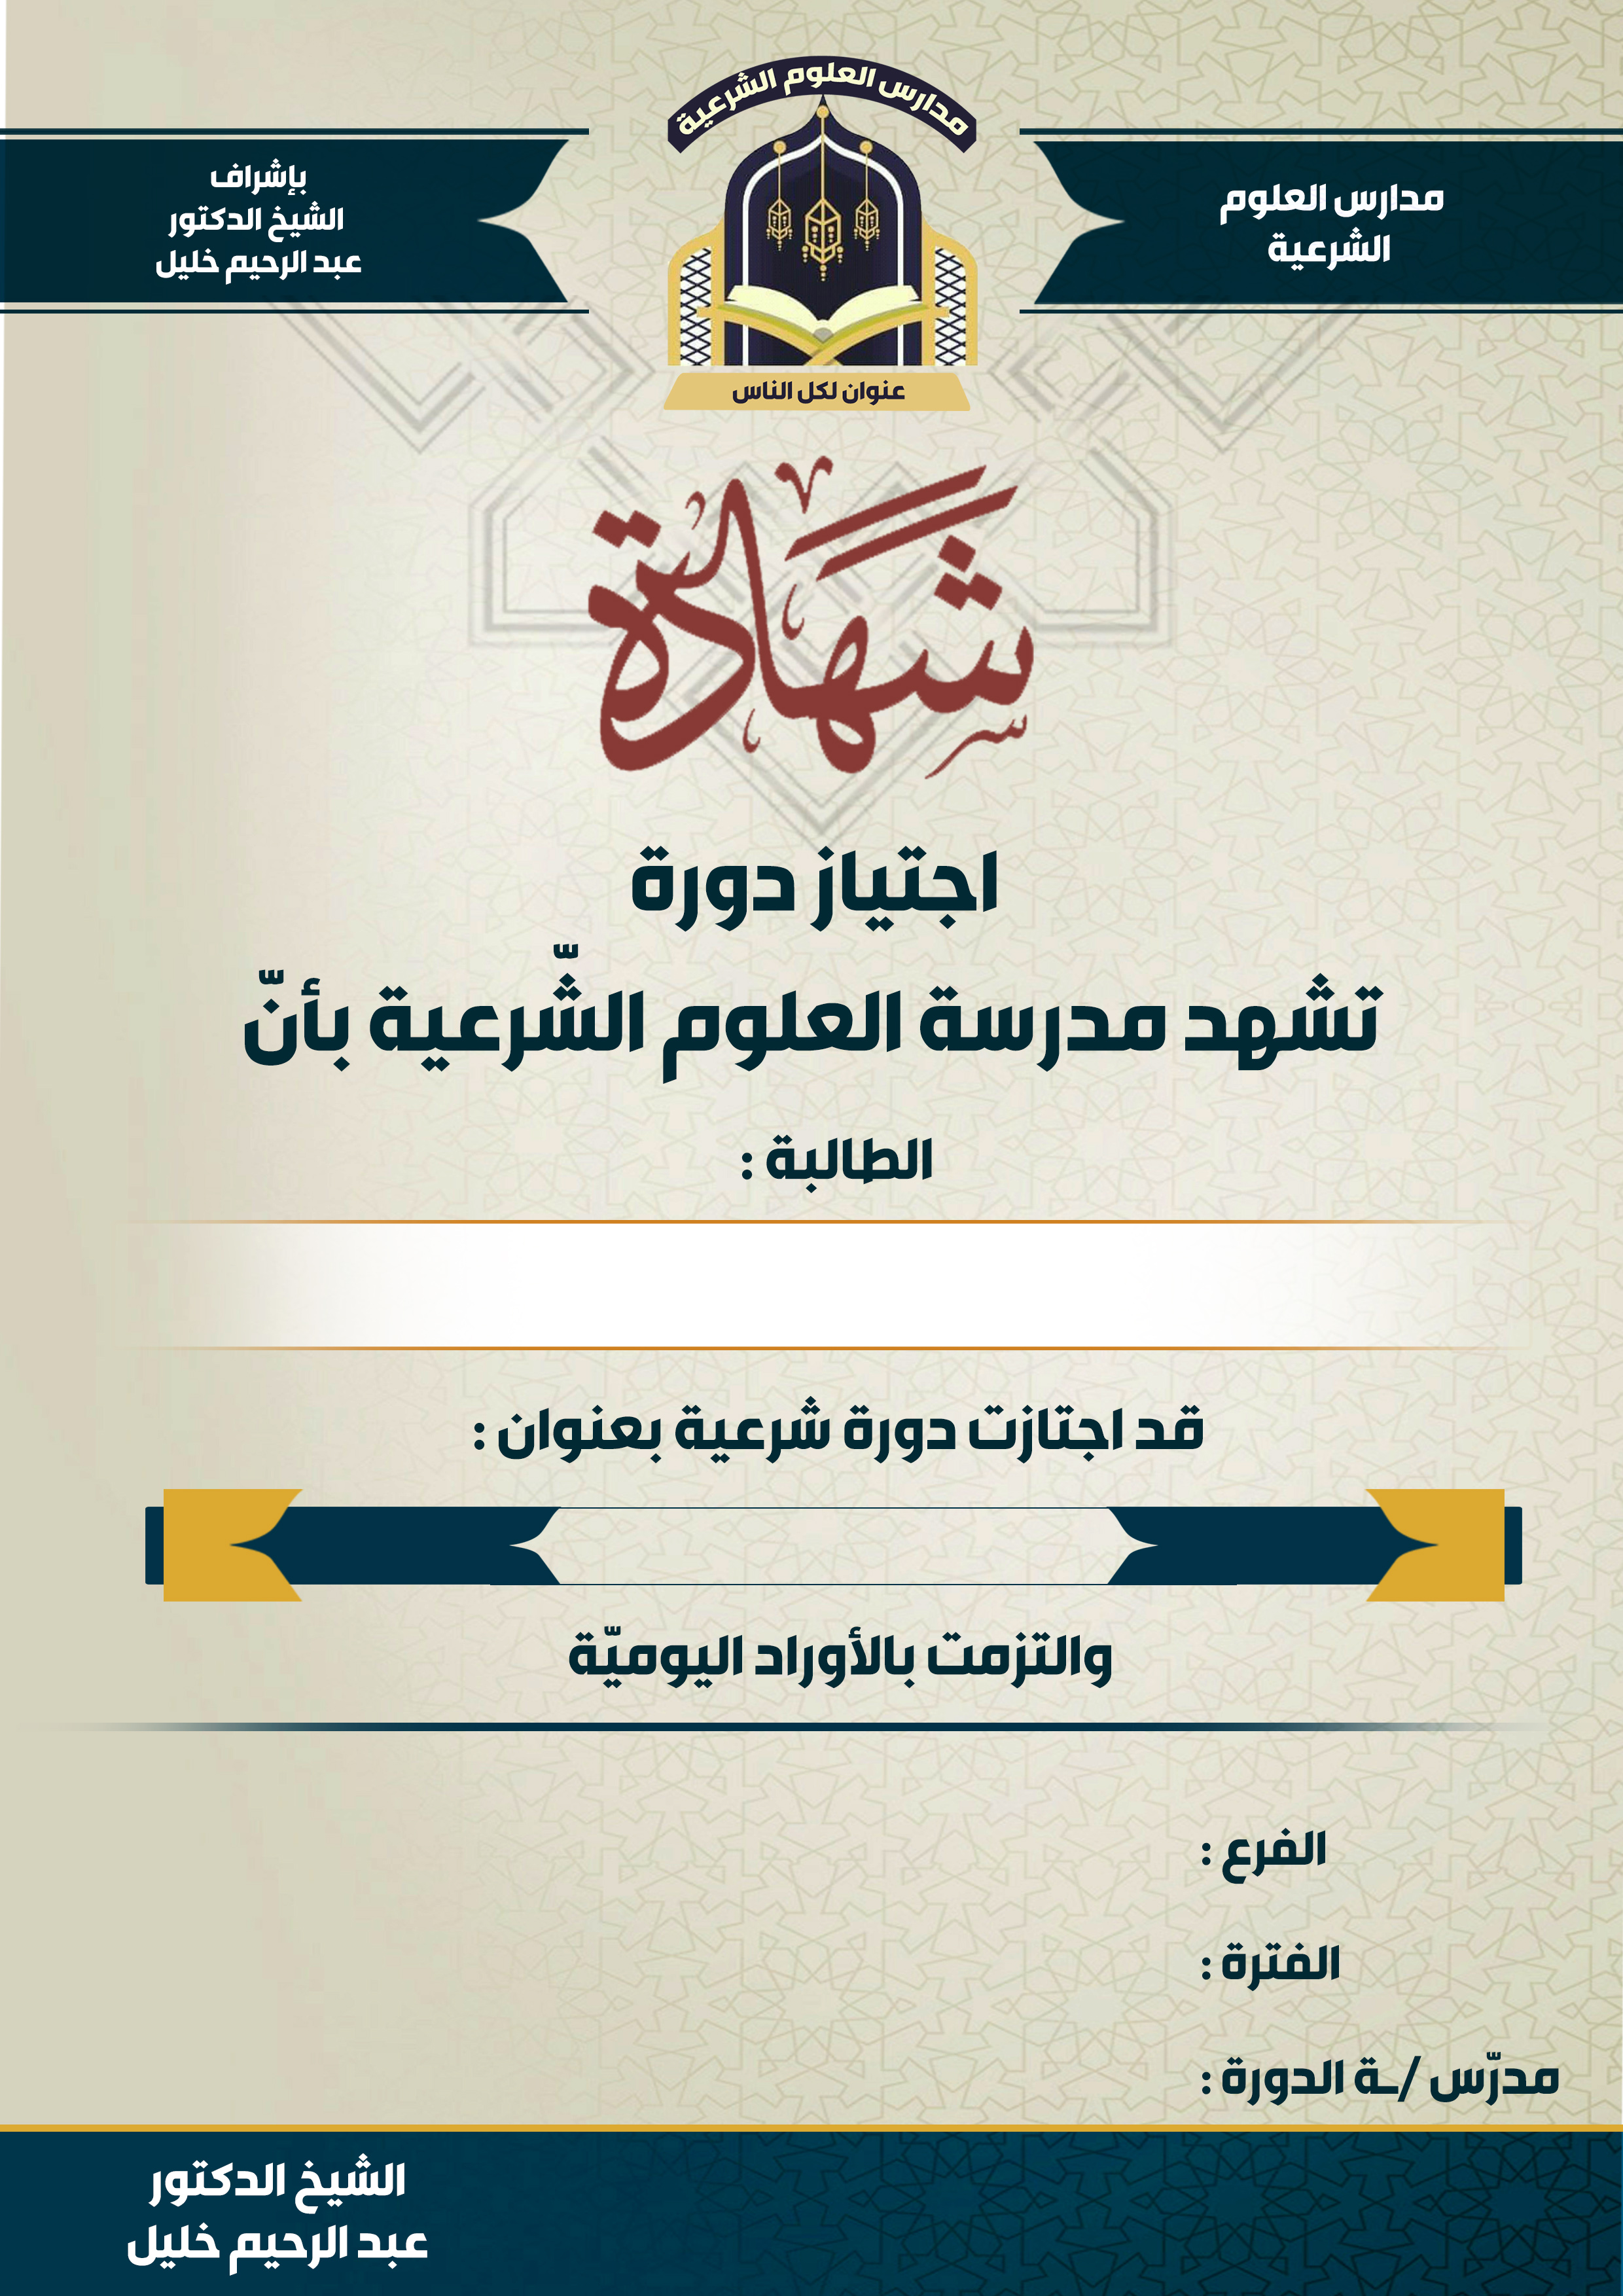 مدارس العلوم الشرعية
مدارس العلوم
الشرعية
بإشراف
الشيخ الدكتور
عبد الرحيم خليل
عنوان لكل الناس
شهادة
اجتياز دورة
تشهد مدرسة العلوم الشّرعية بأنّ
الطالبة :
قد اجتازت دورة شرعية بعنوان :
والتزمت بالأوراد اليوميّة
الفرع :
الفترة :
مدرّس /ـة الدورة :
الشيخ الدكتور
عبد الرحيم خليل